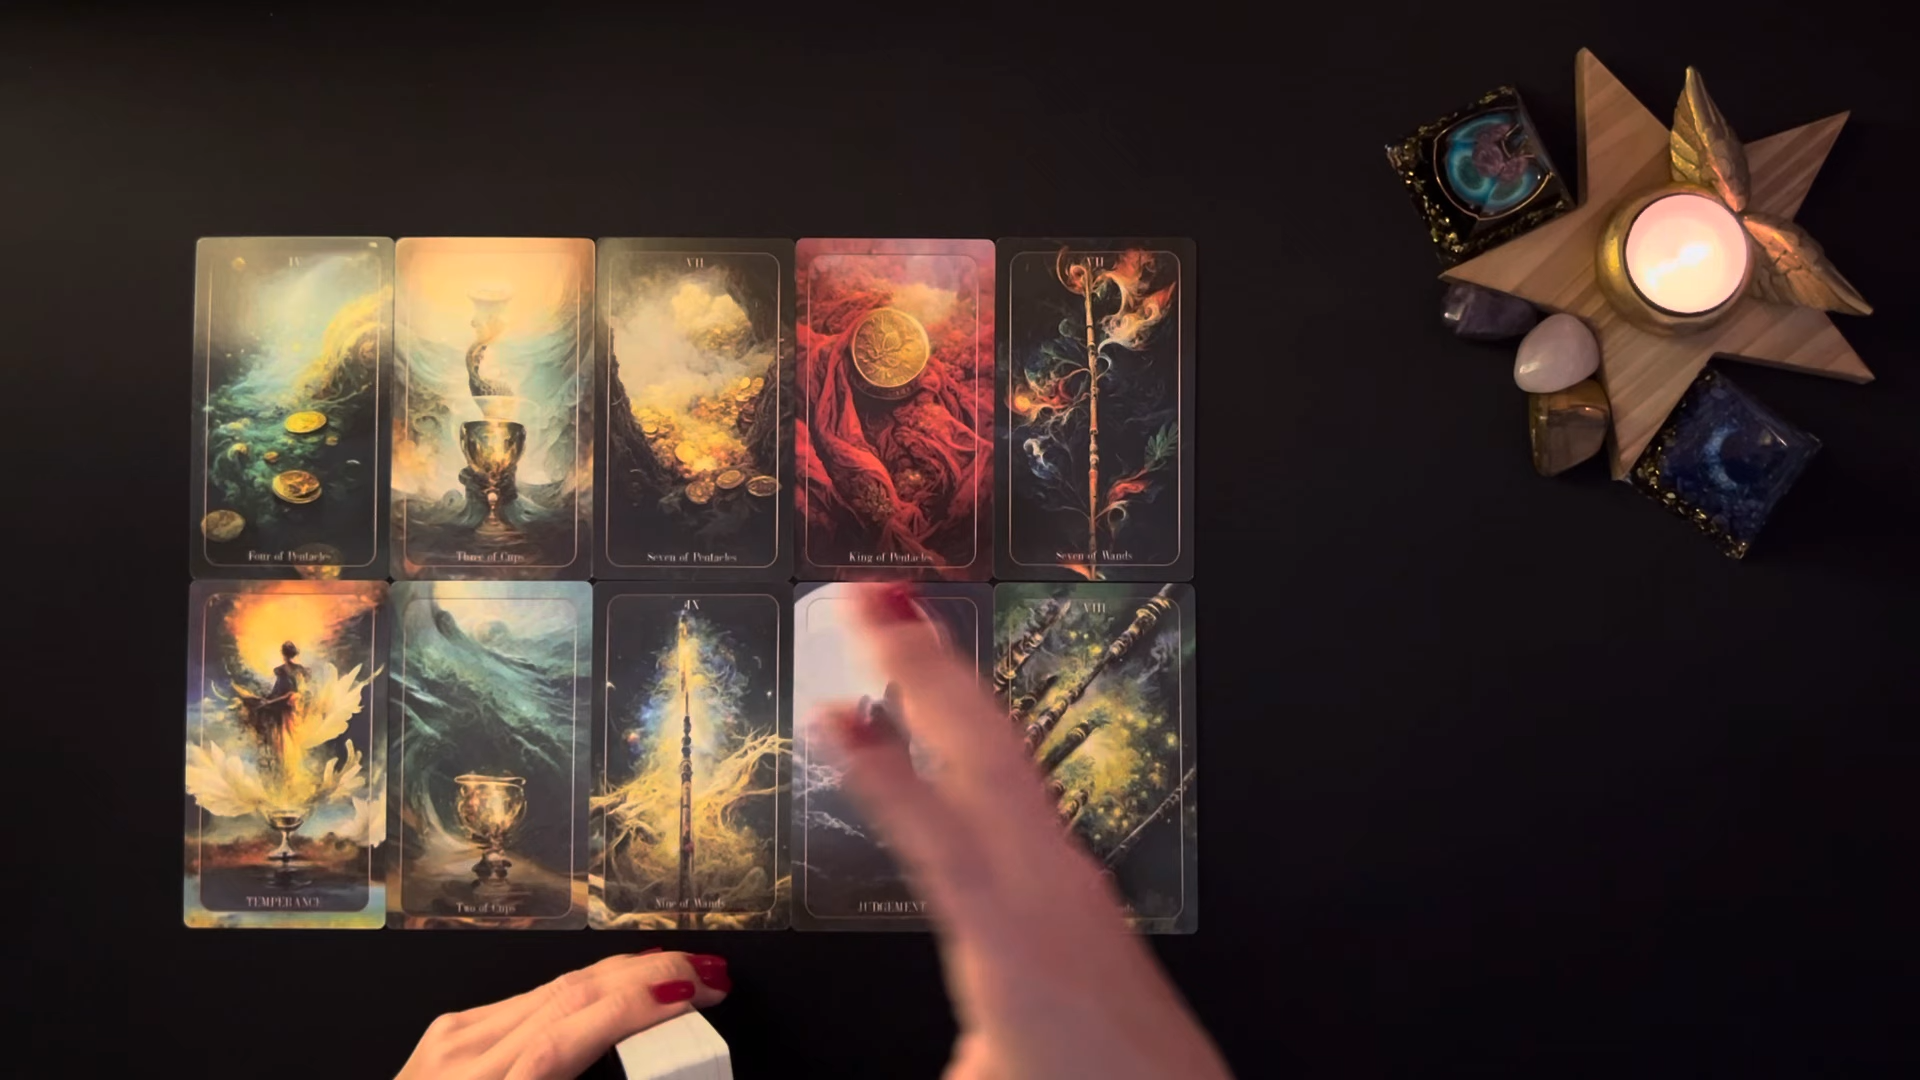 IV
VII
VII
Four of Pentacles
Three of Cups
Seven of Pentacles
King of Pentacles
Seven of Wands
IX
VIII
TEMPERANCE
Two of Cups
Nine of Wands
JUDGEMENT